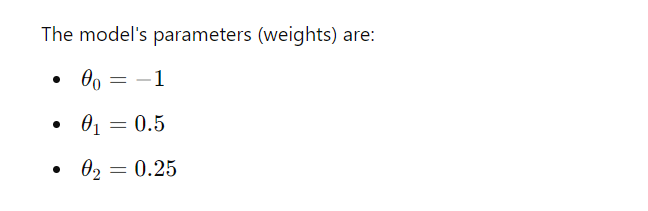 The model's parameters (weights) are:
• θ₀ = −1
• θ₁ = 0.5
• θ₂ = 0.25